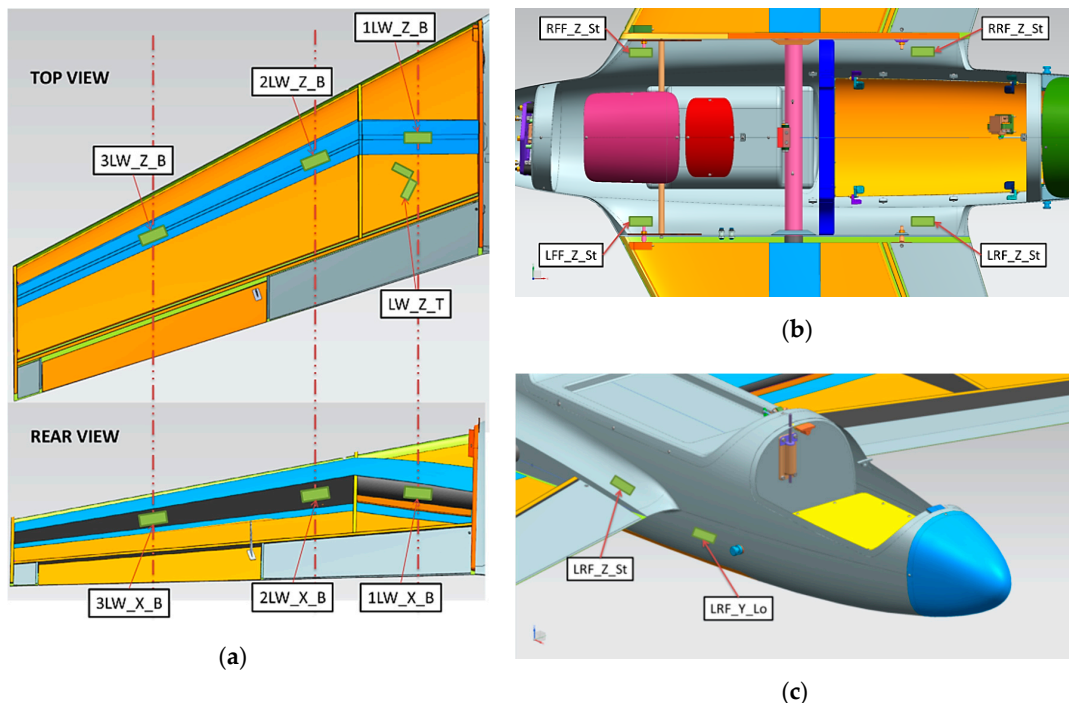 TOP VIEW
1LW_Z_B
2LW_Z_B
3LW_Z_B
LW_Z_T
REAR VIEW
3LW_X_B
2LW_X_B
1LW_X_B
(a)
RFF_Z_St
RRF_Z_St
LFF_Z_St
LRF_Z_St
(b)
LRF_Z_St
LRF_Y_Lo
(c)